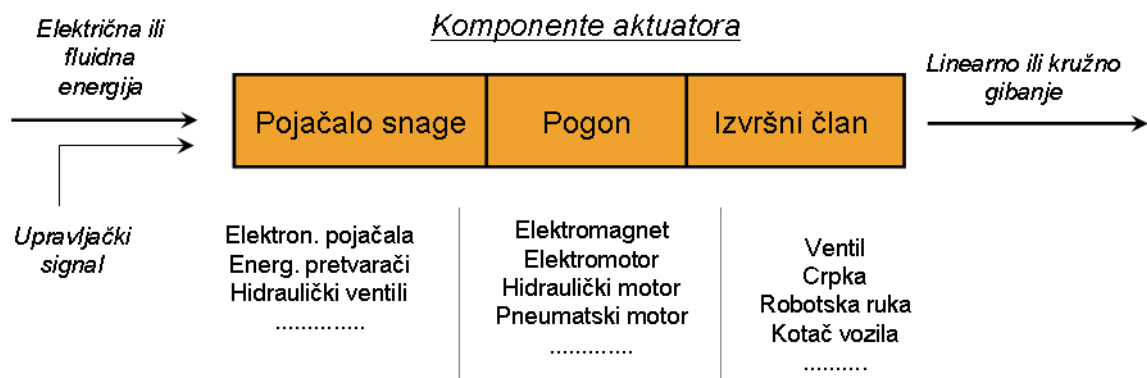 Komponente aktuatora
Električna ili
fluidna
energija
Upravljački
signal
Pojačalo snage
Pogon
Izvršni član
Linearno ili kružno
gibanje
Elektron. pojačala
Energ. pretvarači
Hidraulički ventili
..............
Elektromagnet
Elektromotor
Hidraulički motor
Pneumatski motor
.............
Ventil
Crpka
Robotska ruka
Kotač vozila
..........